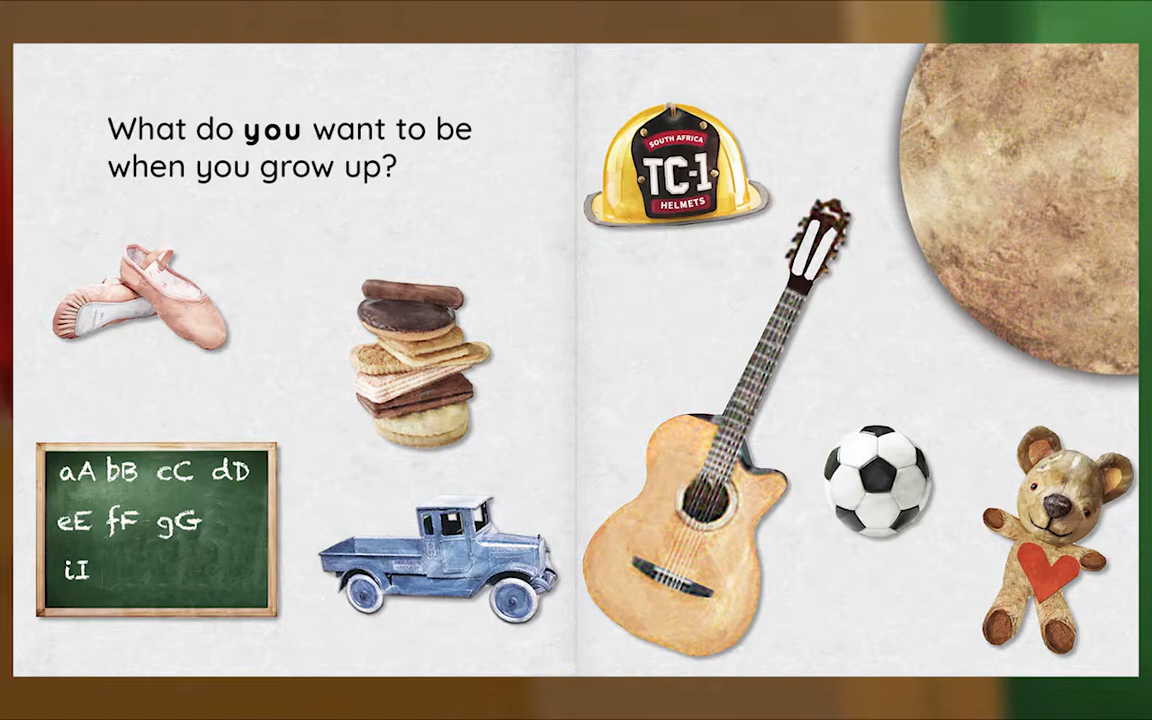 What do you want to be
when you grow up?
SOUTH AFRICA
TC-1
HELMETS
aA bB cC dD
eE fF gG
iI